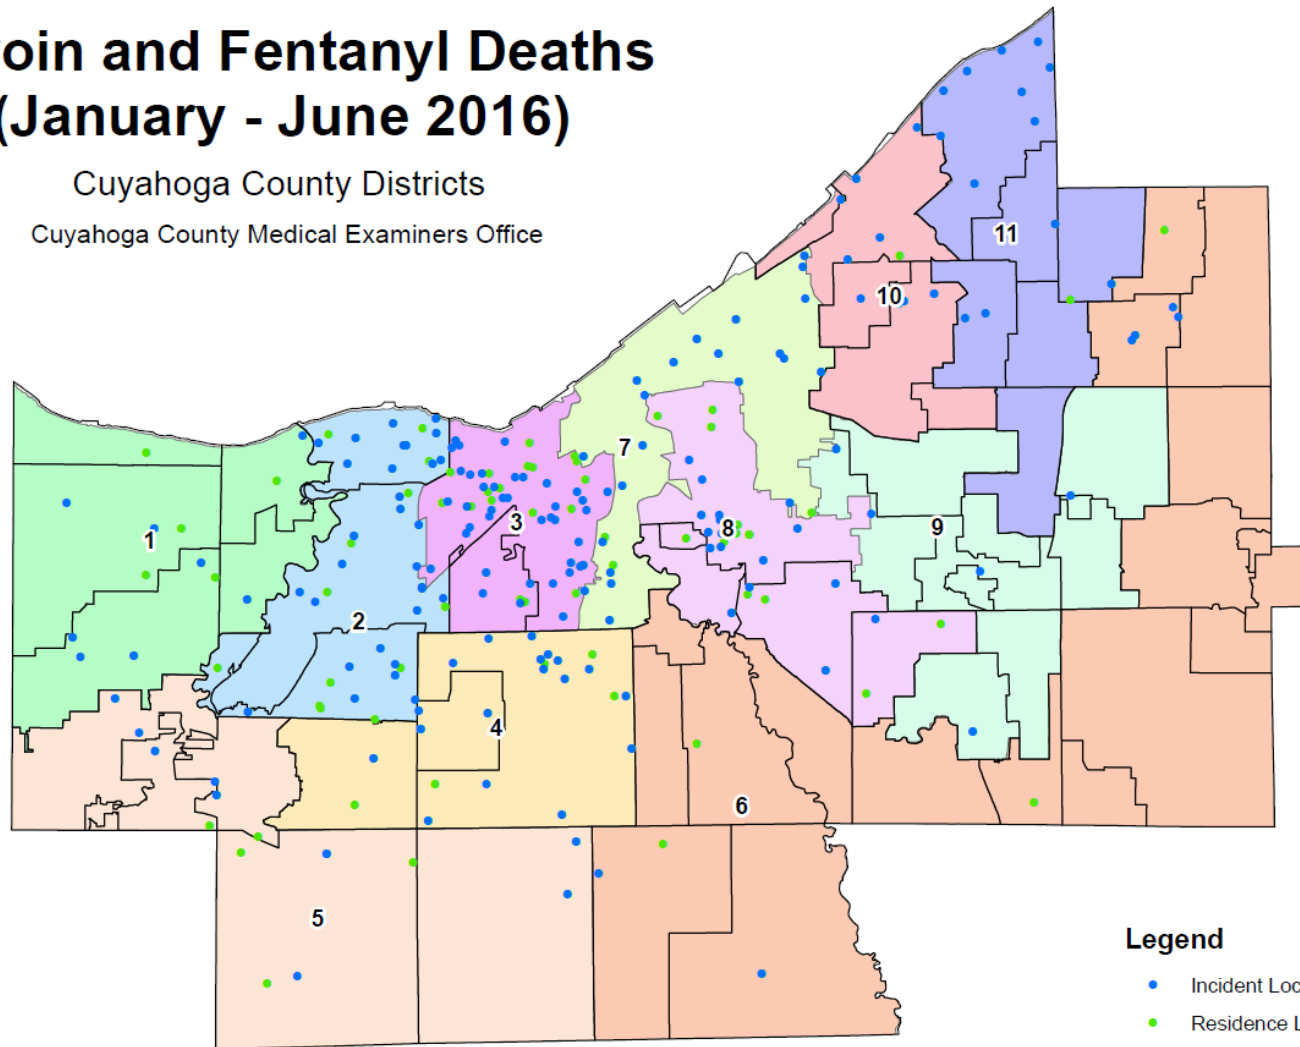 oin and Fentanyl Deaths
(January - June 2016)
Cuyahoga County Districts
Cuyahoga County Medical Examiners Office
11
10
7
3
8
9
1
2
4
6
5
Legend
Incident Loc
Residence L